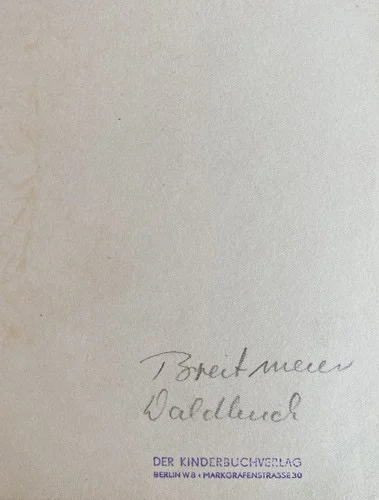 Breitmeier
Waldbuch
DER KINDERBUCHVERLAG
BERLIN W 8 • MARKGRAFENSTRASSE 30